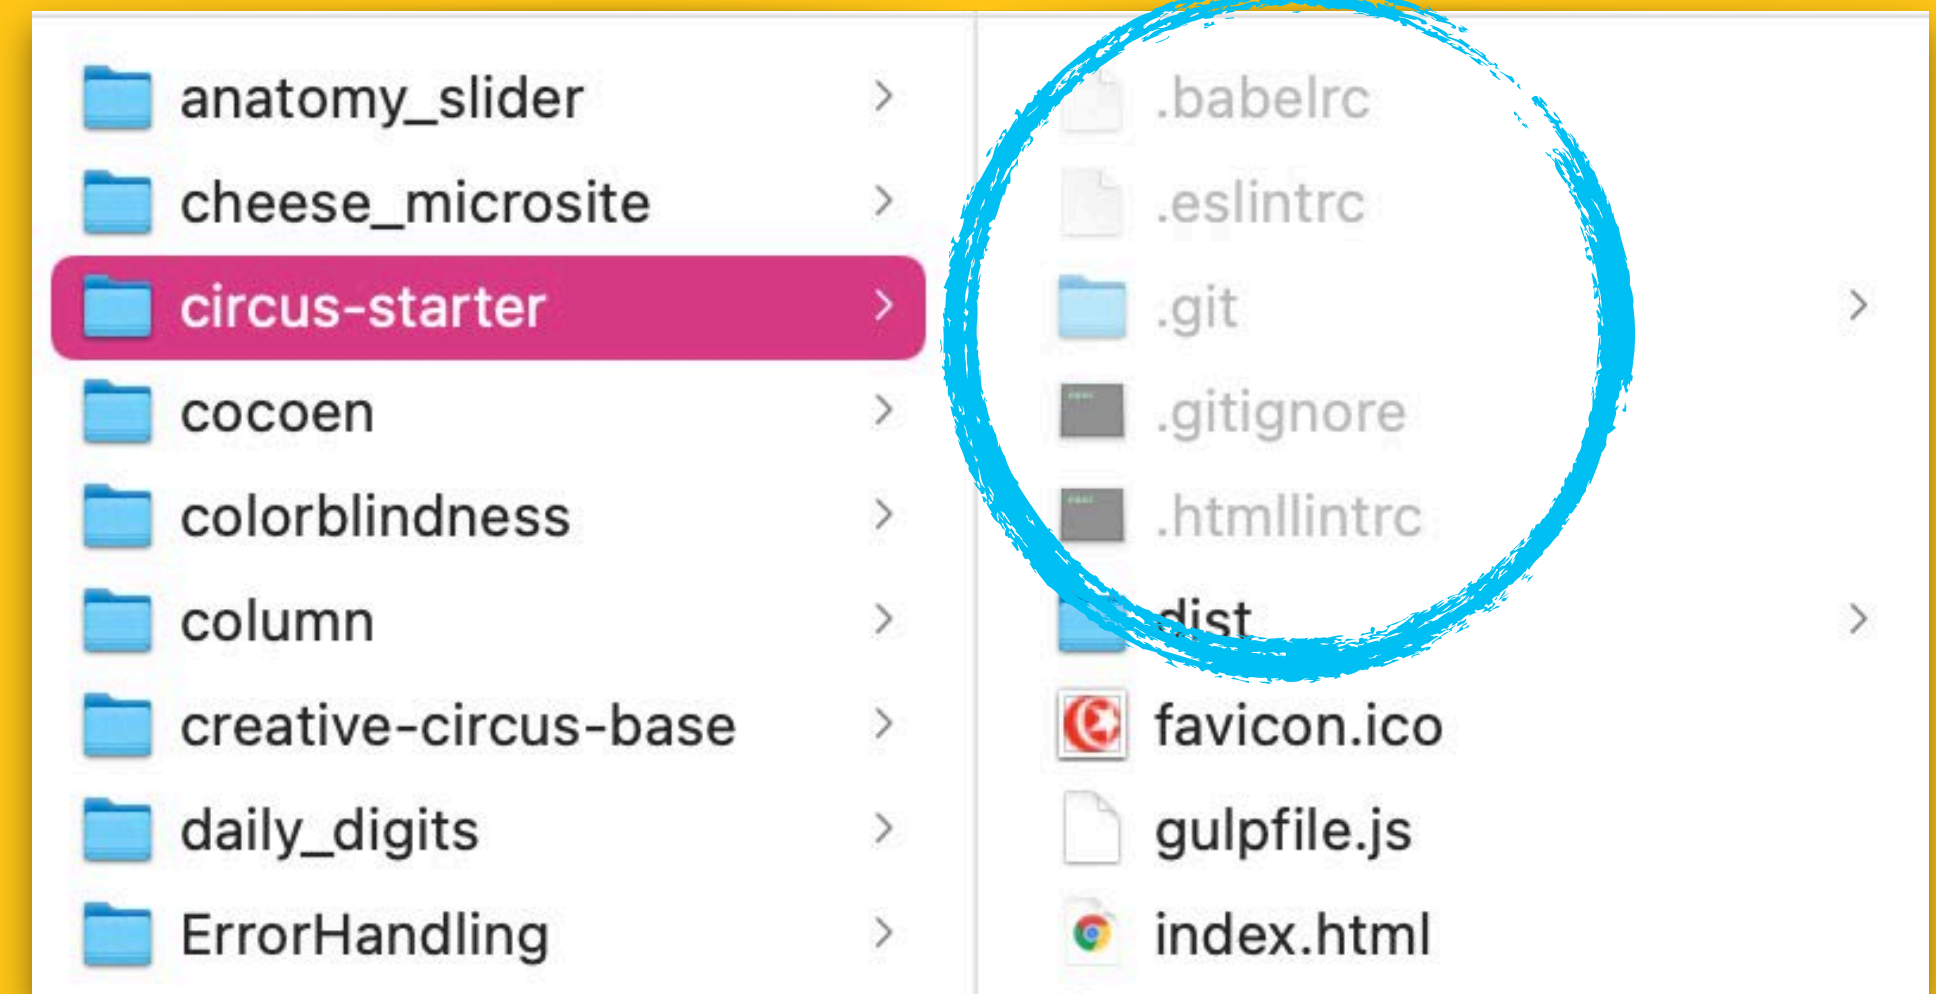 anatomy_slider
cheese_microsite
circus-starter
cocoen
colorblindness
column
creative-circus-base
daily_digits
ErrorHandling
.babelrc
.eslintrc
.git
.gitignore
.htmllintrc
dist
favicon.ico
gulpfile.js
index.html